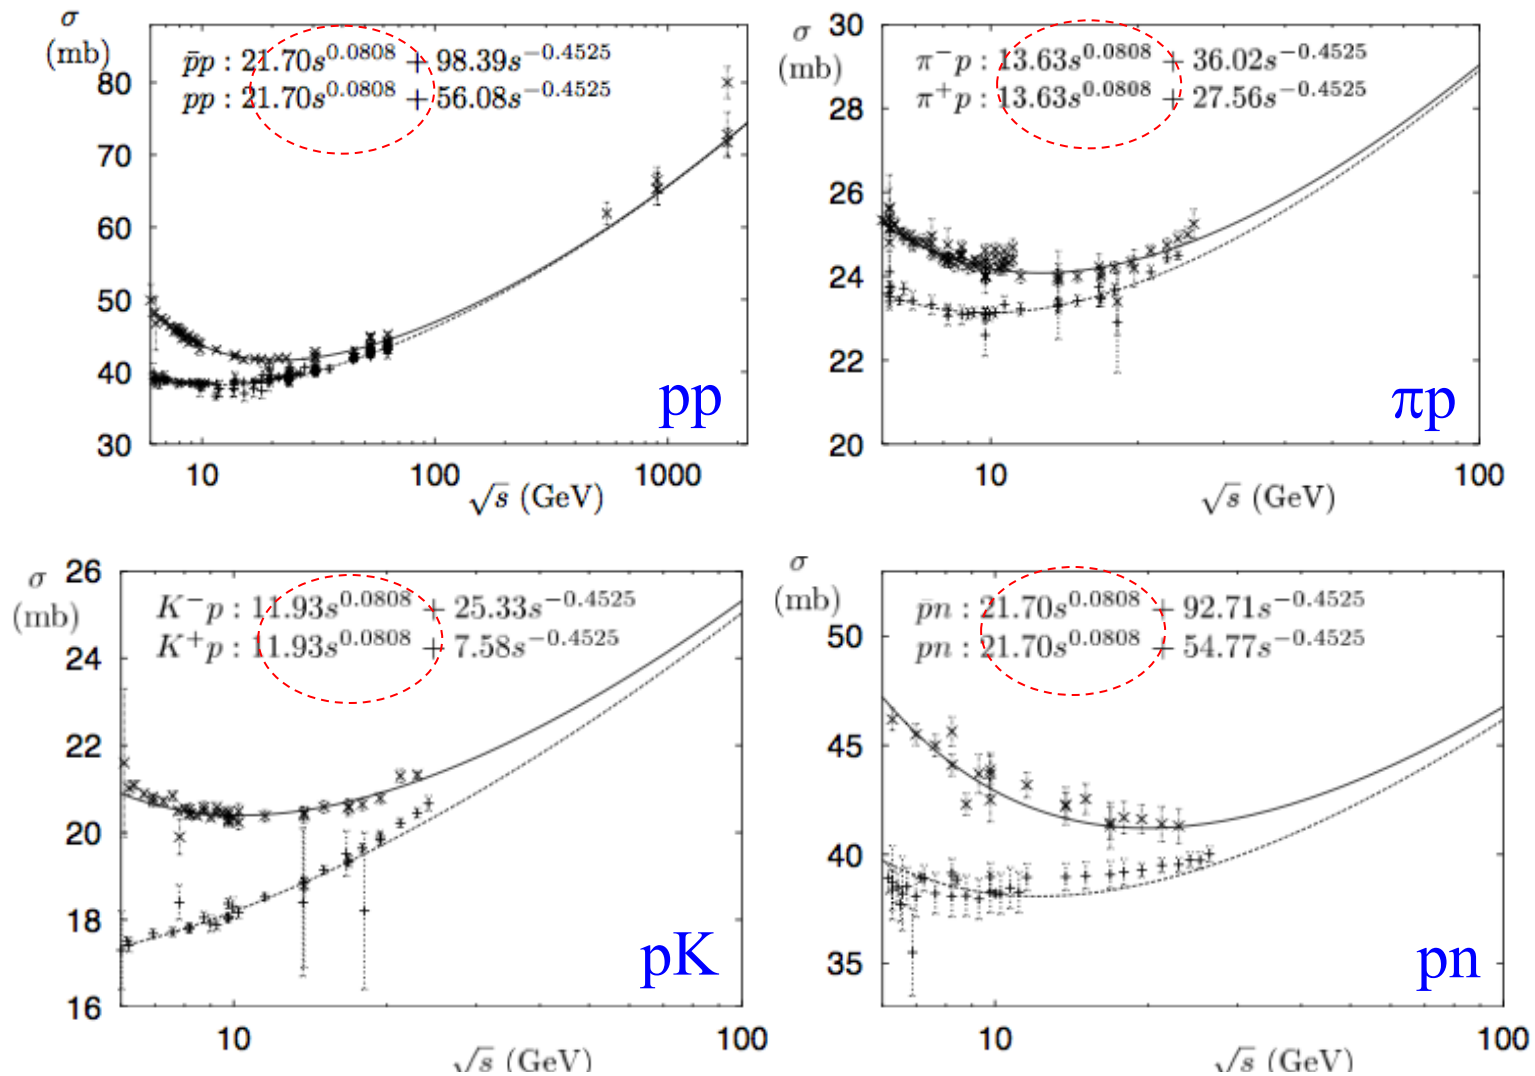 σ
(mb)
p̄p : 21.70s^0.0808 + 98.39s^−0.4525
pp : 21.70s^0.0808 + 56.08s^−0.4525
80
70
60
50
40
30
10 100 1000
√s (GeV)
pp
σ
(mb)
π⁻p : 13.63s^0.0808 + 36.02s^−0.4525
π⁺p : 13.63s^0.0808 + 27.56s^−0.4525
30
28
26
24
22
20
10 100
√s (GeV)
πp
σ
(mb)
K⁻p : 11.93s^0.0808 + 25.33s^−0.4525
K⁺p : 11.93s^0.0808 + 7.58s^−0.4525
26
24
22
20
18
16
10 100
√s (GeV)
pK
σ
(mb)
p̄n : 21.70s^0.0808 + 92.71s^−0.4525
pn : 21.70s^0.0808 + 54.77s^−0.4525
50
45
40
35
10 100
√s (GeV)
pn